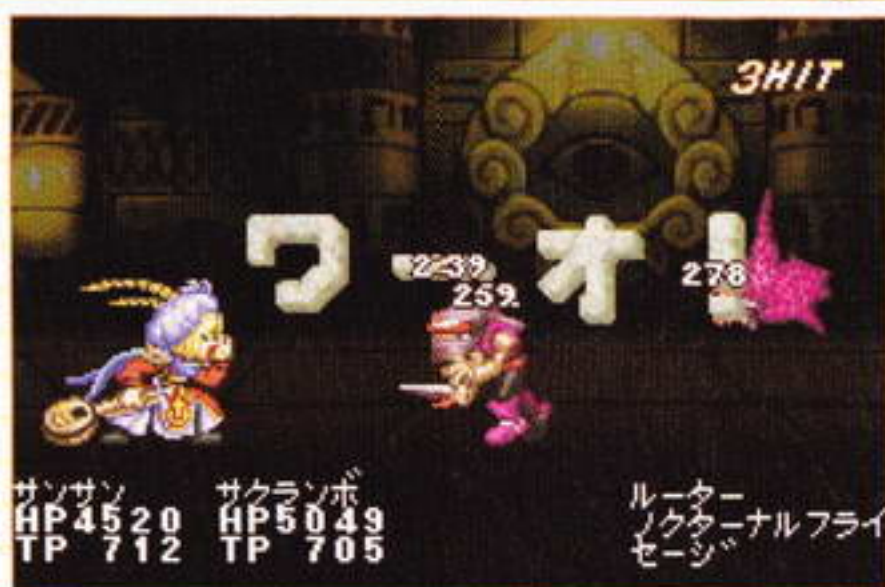 3HIT
ワーオ!
239
259
278
サンサン
HP4520
TP 712
サクランボ
HP5049
TP 705
ルーター
ノクターナルフライ
セージ